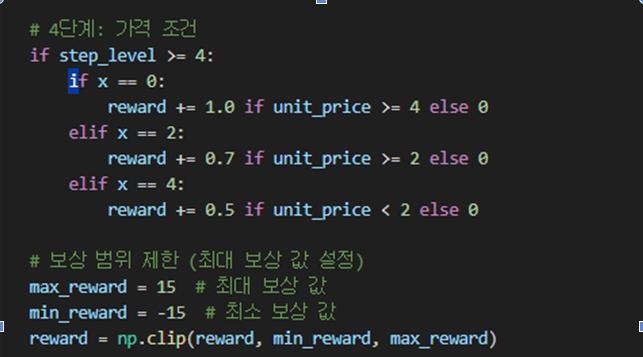 # 4단계: 가격 조건
if step_level >= 4:
    if x == 0:
        reward += 1.0 if unit_price >= 4 else 0
    elif x == 2:
        reward += 0.7 if unit_price >= 2 else 0
    elif x == 4:
        reward += 0.5 if unit_price < 2 else 0
# 보상 범위 제한 (최대 보상 값 설정)
max_reward = 15  # 최대 보상 값
min_reward = -15  # 최소 보상 값
reward = np.clip(reward, min_reward, max_reward)